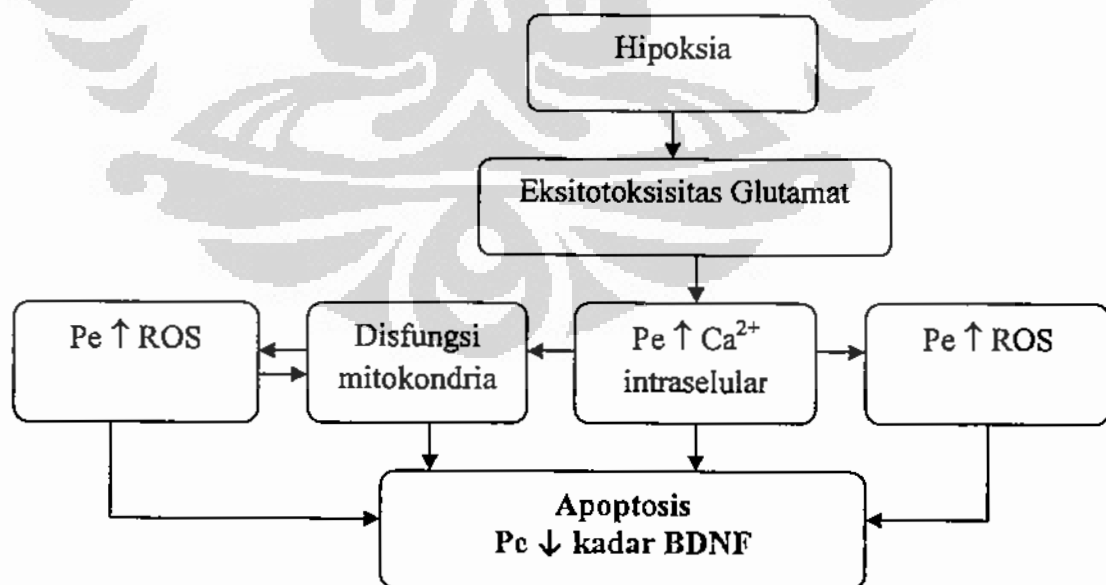 Hipoksia
Eksitotoksisitas Glutamat
Pe ↑ ROS
Disfungsi
mitokondria
Pe ↑ Ca²⁺
intraselular
Pe ↑ ROS
Apoptosis
Pe ↓ kadar BDNF